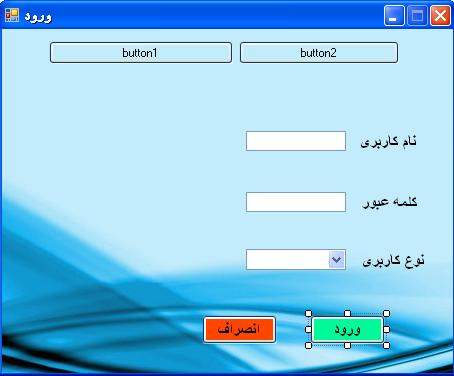 ورود
button1 button2
نام کاربری
کلمه عبور
نوع کاربری
ورود انصراف